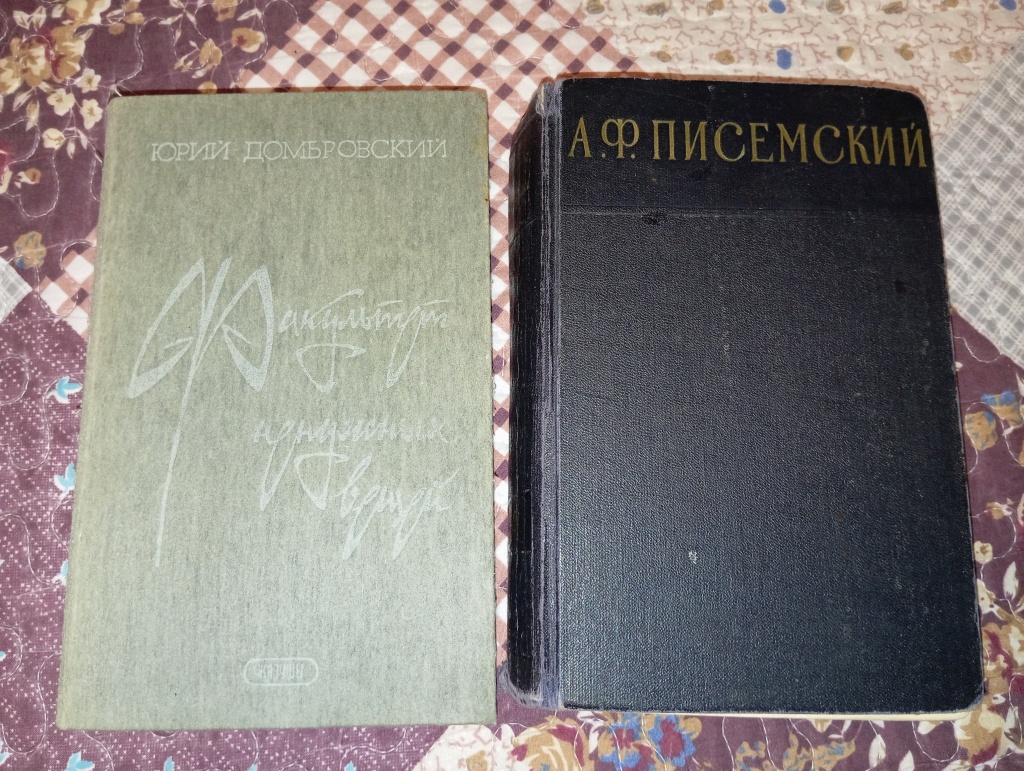 ЮРИЙ ДОМБРОВСКИЙ
Факультет
ненужных
вещей
А.Ф.ПИСЕМСКИЙ